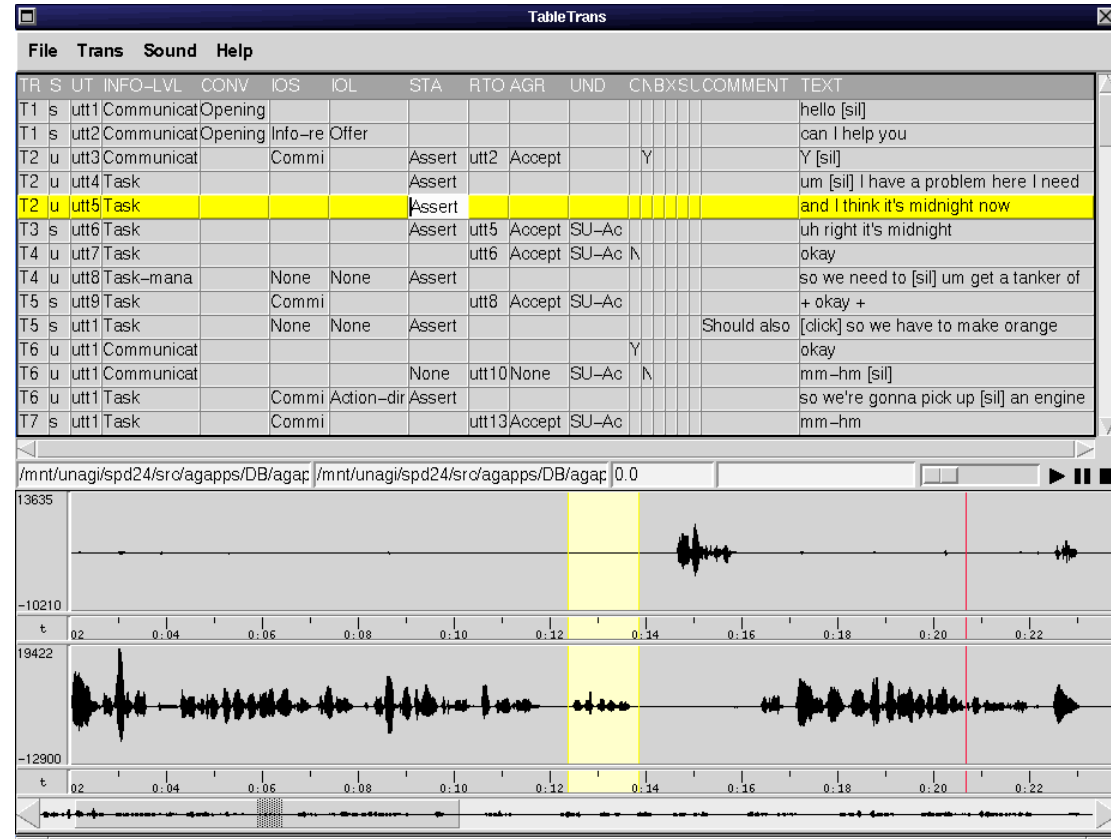 TableTrans
File Trans Sound Help
TR S UT INFO-LVL CONV IOS IOL STA RTO AGR UND CN BX SU COMMENT TEXT
T1 s utt1 Communicat Opening hello [sil]
T1 s utt2 Communicat Opening Info-re Offer can I help you
T2 u utt3 Communicat Commi Assert utt2 Accept Y Y [sil]
T2 u utt4 Task Assert um [sil] I have a problem here I need
T2 u utt5 Task Assert and I think it's midnight now
T3 s utt6 Task Assert utt5 Accept SU-Ac uh right it's midnight
T4 u utt7 Task utt6 Accept SU-Ac N okay
T4 u utt8 Task-mana None None Assert so we need to [sil] um get a tanker of
T5 s utt9 Task Commi utt8 Accept SU-Ac + okay +
T5 s utt1 Task None None Assert Should also [click] so we have to make orange
T6 u utt1 Communicat Y okay
T6 u utt1 Communicat None utt10 None SU-Ac N mm-hm [sil]
T6 u utt1 Task Commi Action-dir Assert so we're gonna pick up [sil] an engine
T7 s utt1 Task Commi utt13 Accept SU-Ac mm-hm
/mnt/unagi/spd24/src/agapps/DB/agap /mnt/unagi/spd24/src/agapps/DB/agap 0.0
13635
-10210
t 02 0:04 0:06 0:08 0:10 0:12 0:14 0:16 0:18 0:20 0:22
19422
-12900
t 02 0:04 0:06 0:08 0:10 0:12 0:14 0:16 0:18 0:20 0:22